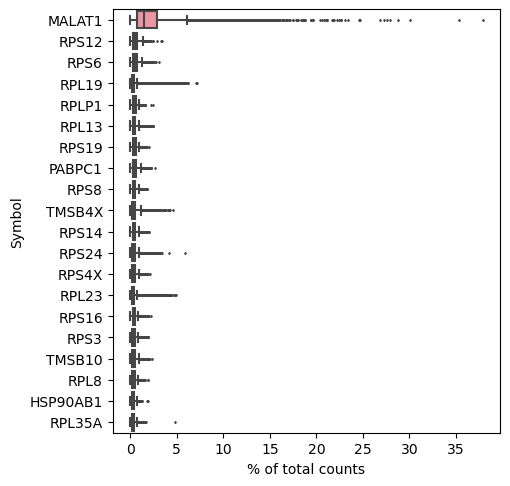 MALAT1
RPS12
RPS6
RPL19
RPLP1
RPL13
RPS19
PABPC1
RPS8
TMSB4X
RPS14
RPS24
RPS4X
RPL23
RPS16
RPS3
TMSB10
RPL8
HSP90AB1
RPL35A
Symbol
0 5 10 15 20 25 30 35
% of total counts